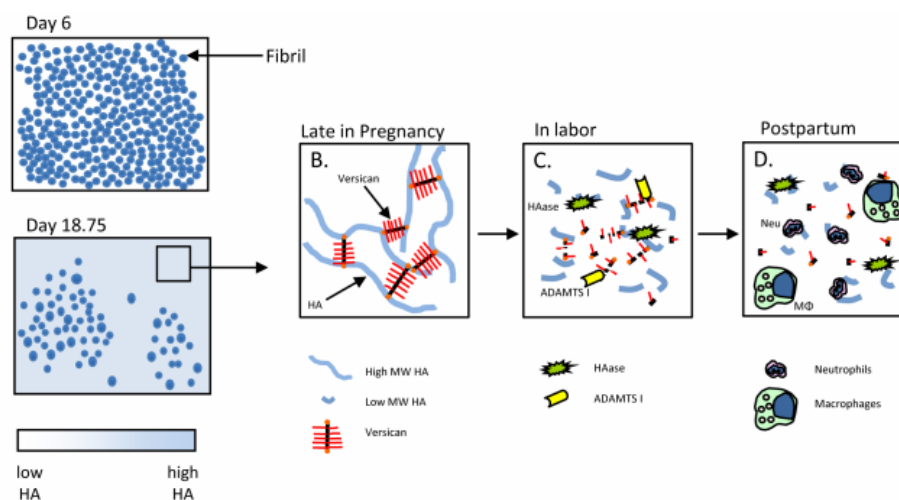 Day 6
Fibril
Day 18.75
low HA
high HA
Late in Pregnancy
B.
Versican
HA
High MW HA
Low MW HA
Versican
In labor
C.
HAase
ADAMTS I
HAase
ADAMTS I
Postpartum
D.
Neu
MΦ
Neutrophils
Macrophages